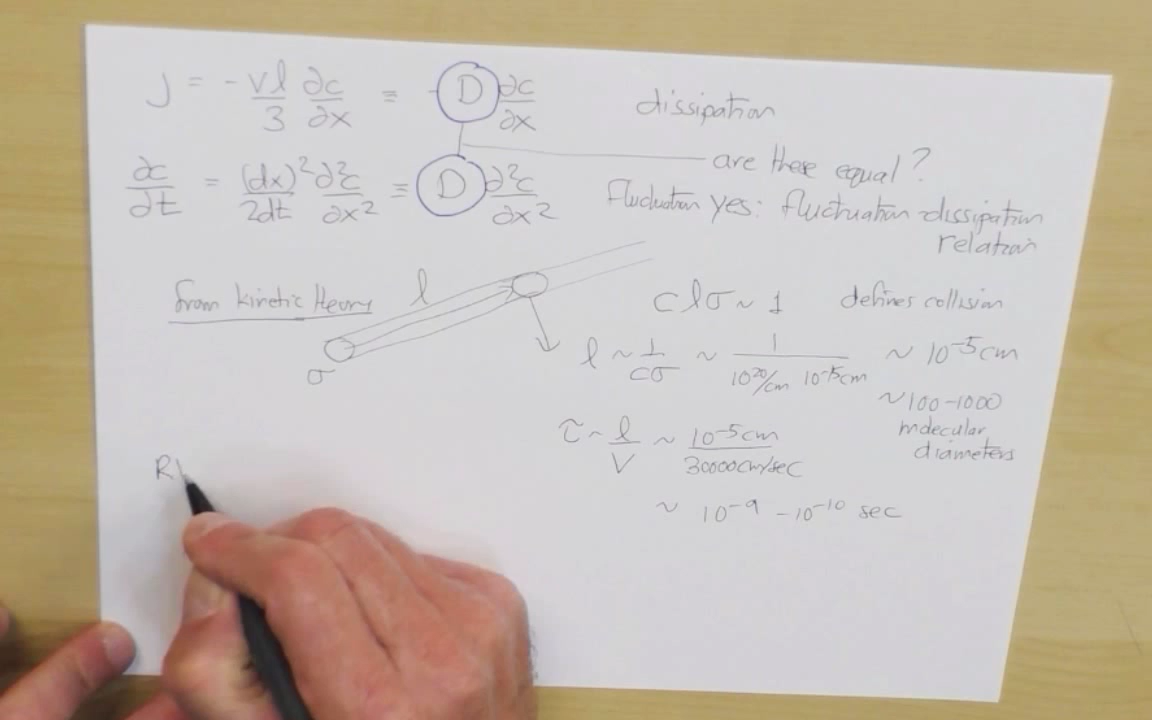 J = - vl/3 ∂c/∂x ≡ - D ∂c/∂x dissipation
are these equal?
∂c/∂t = (dx)²/2dt ∂²c/∂x² ≡ D ∂²c/∂x² Fluctuation yes: fluctuation-dissipation
relation
from kinetic theory l clσ ~ 1 defines collision
σ l ~ 1/cσ ~ 1/10²⁰/cm 10⁻¹⁵cm ~ 10⁻⁵cm
~100-1000
molecular
diameters
τ ~ l/v ~ 10⁻⁵cm/30000cm/sec
~ 10⁻⁹ - 10⁻¹⁰ sec